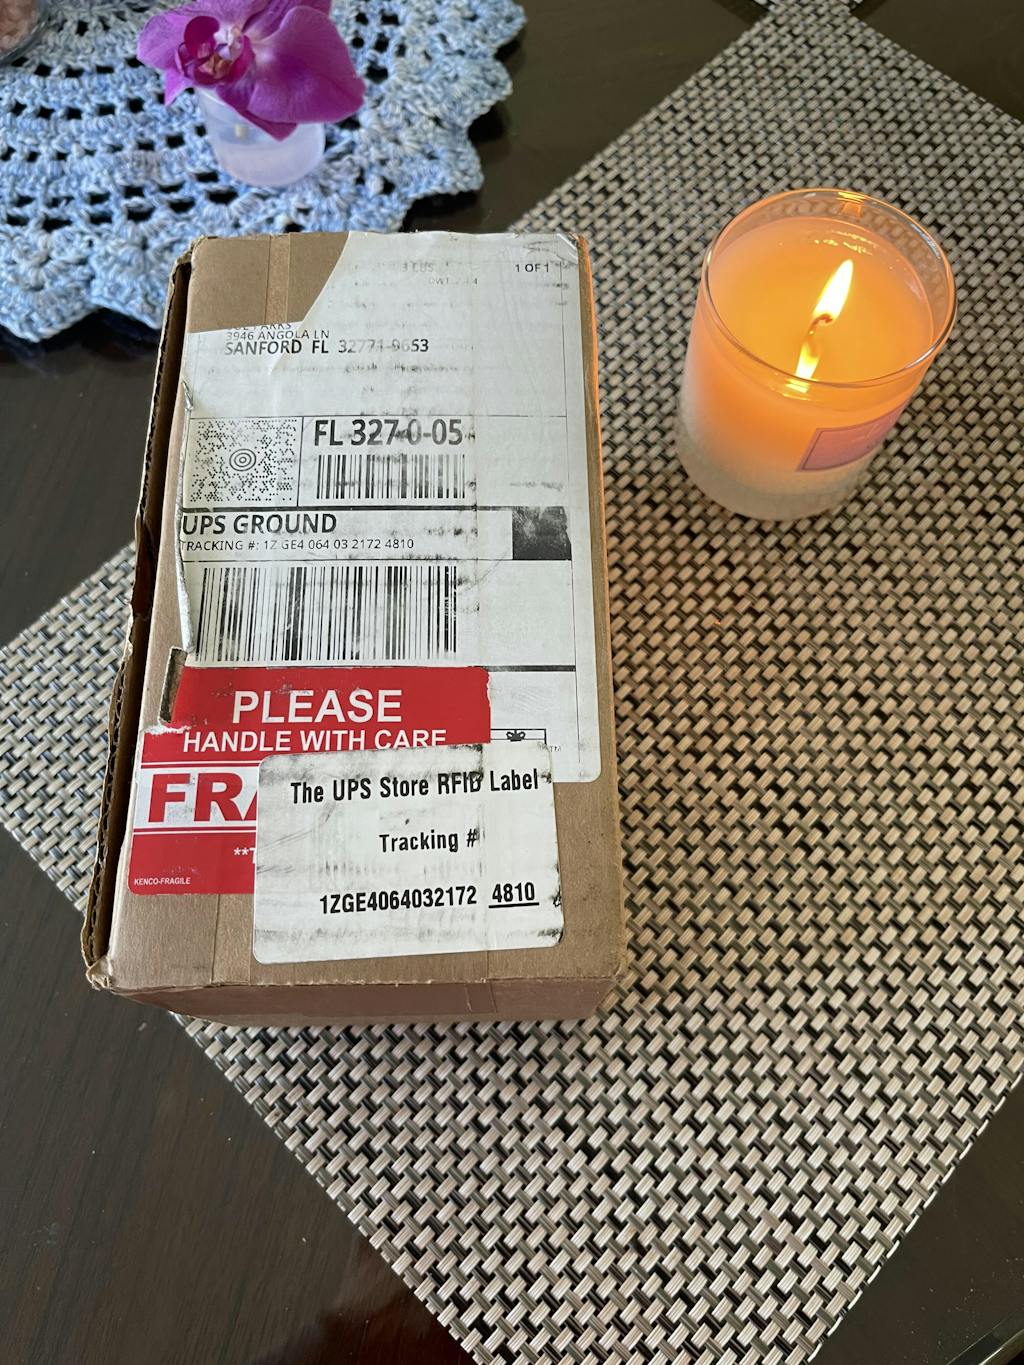 LBS
1 OF 1
3946 ANGOLA LN
SANFORD FL 32771-9653
FL 327 0-05
UPS GROUND
TRACKING #: 1Z GE4 064 03 2172 4810
PLEASE
HANDLE WITH CARE
FRA
KENCO-FRAGILE
TM
The UPS Store RFID Label
Tracking #
1ZGE4064032172 4810